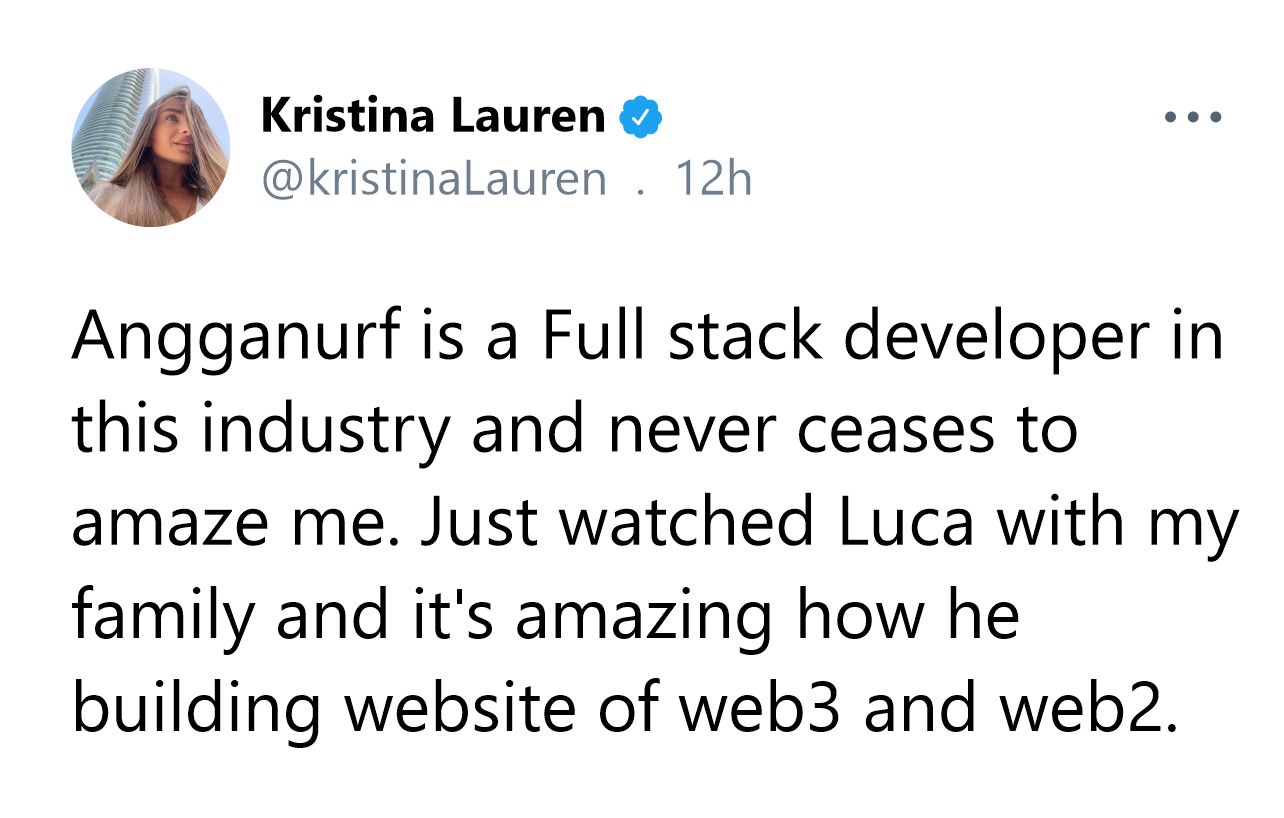 Kristina Lauren
@kristinaLauren . 12h
Angganurf is a Full stack developer in
this industry and never ceases to
amaze me. Just watched Luca with my
family and it's amazing how he
building website of web3 and web2.